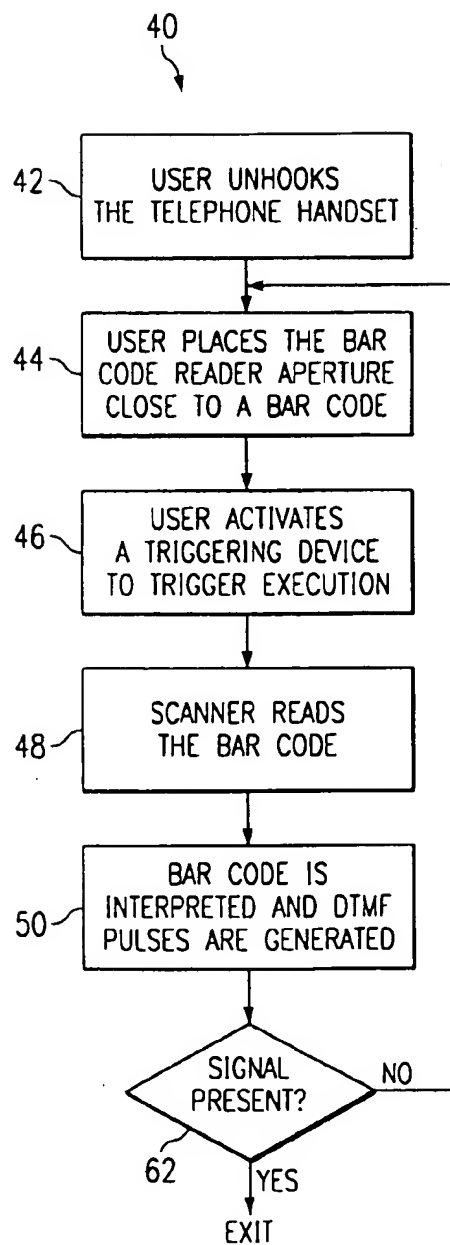 40
42
USER UNHOOKS
THE TELEPHONE HANDSET
44
USER PLACES THE BAR
CODE READER APERTURE
CLOSE TO A BAR CODE
46
USER ACTIVATES
A TRIGGERING DEVICE
TO TRIGGER EXECUTION
48
SCANNER READS
THE BAR CODE
50
BAR CODE IS
INTERPRETED AND DTMF
PULSES ARE GENERATED
SIGNAL
PRESENT?
NO
62
YES
EXIT